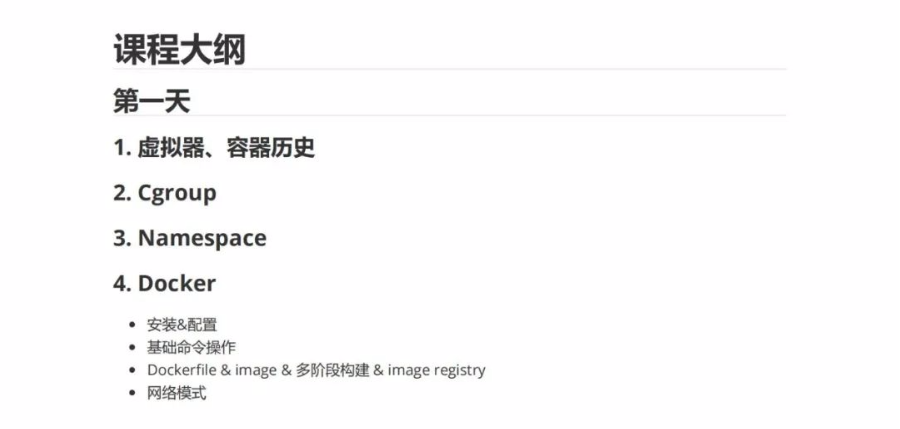 课程大纲
第一天
1. 虚拟器、容器历史
2. Cgroup
3. Namespace
4. Docker
• 安装&配置
• 基础命令操作
• Dockerfile & image & 多阶段构建 & image registry
• 网络模式